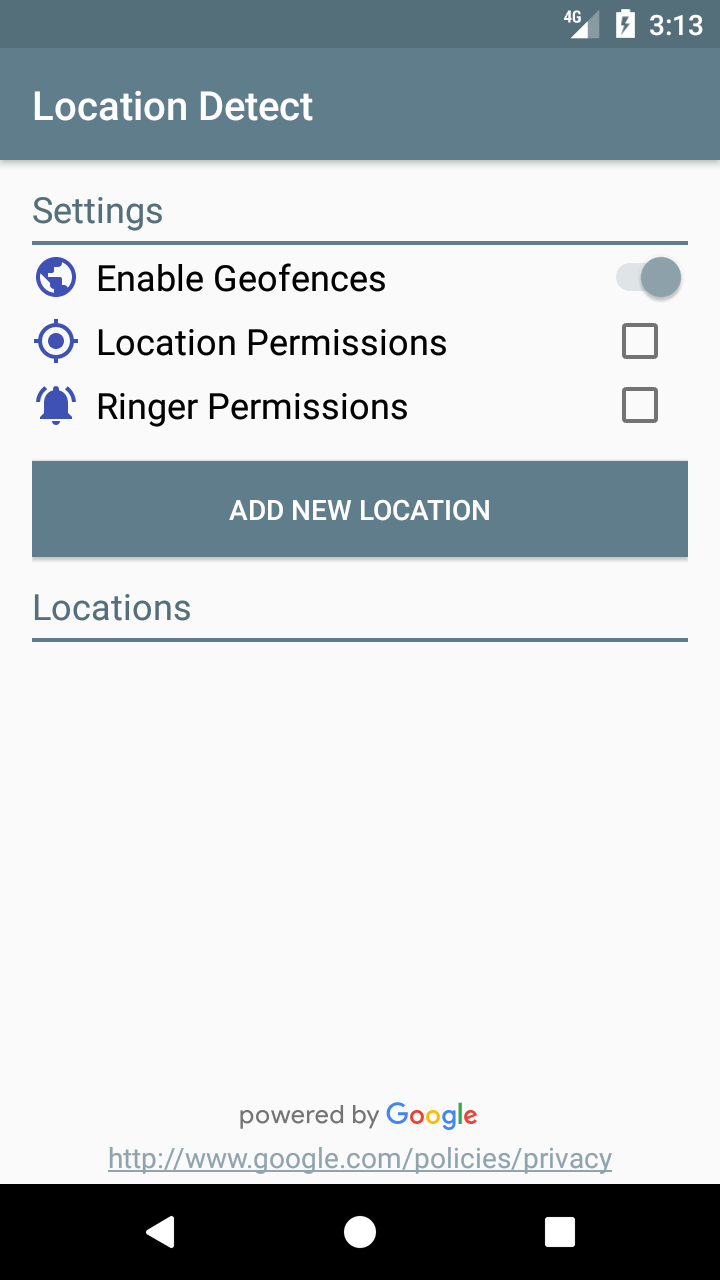 4G 3:13
Location Detect
Settings
Enable Geofences
Location Permissions
Ringer Permissions
ADD NEW LOCATION
Locations
powered by Google
http://www.google.com/policies/privacy